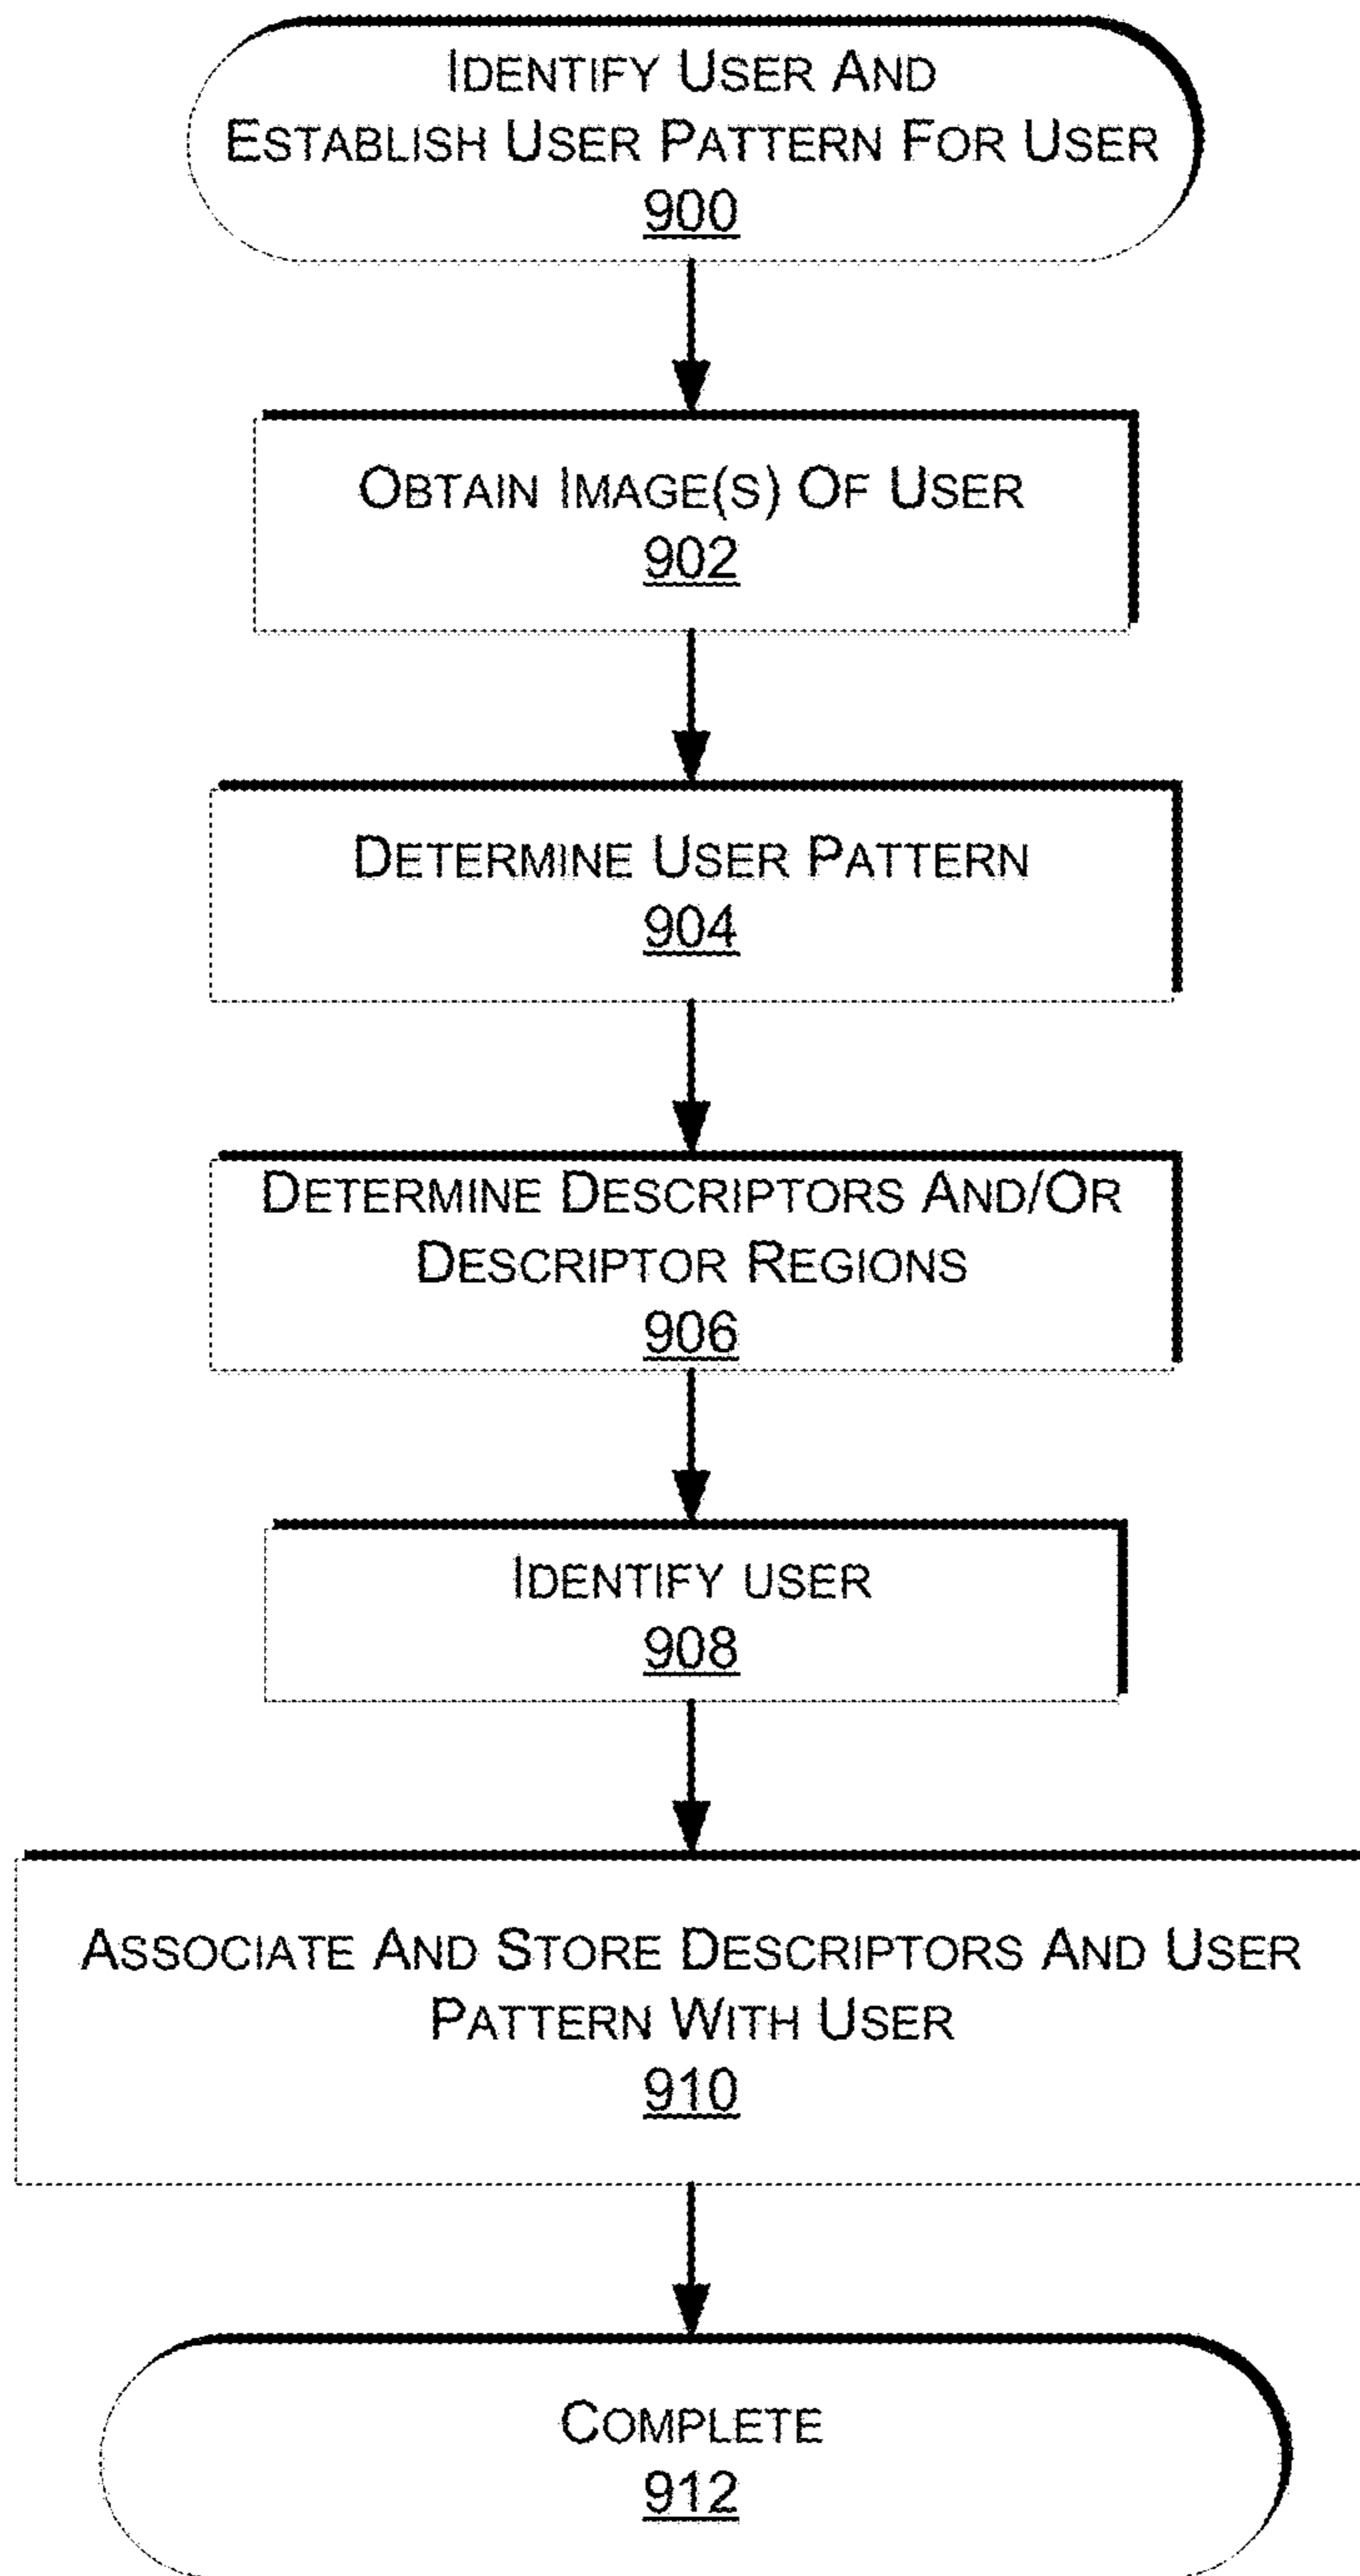 IDENTIFY USER AND
ESTABLISH USER PATTERN FOR USER
900
OBTAIN IMAGE(S) OF USER
902
DETERMINE USER PATTERN
904
DETERMINE DESCRIPTORS AND/OR
DESCRIPTOR REGIONS
906
IDENTIFY USER
908
ASSOCIATE AND STORE DESCRIPTORS AND USER
PATTERN WITH USER
910
COMPLETE
912